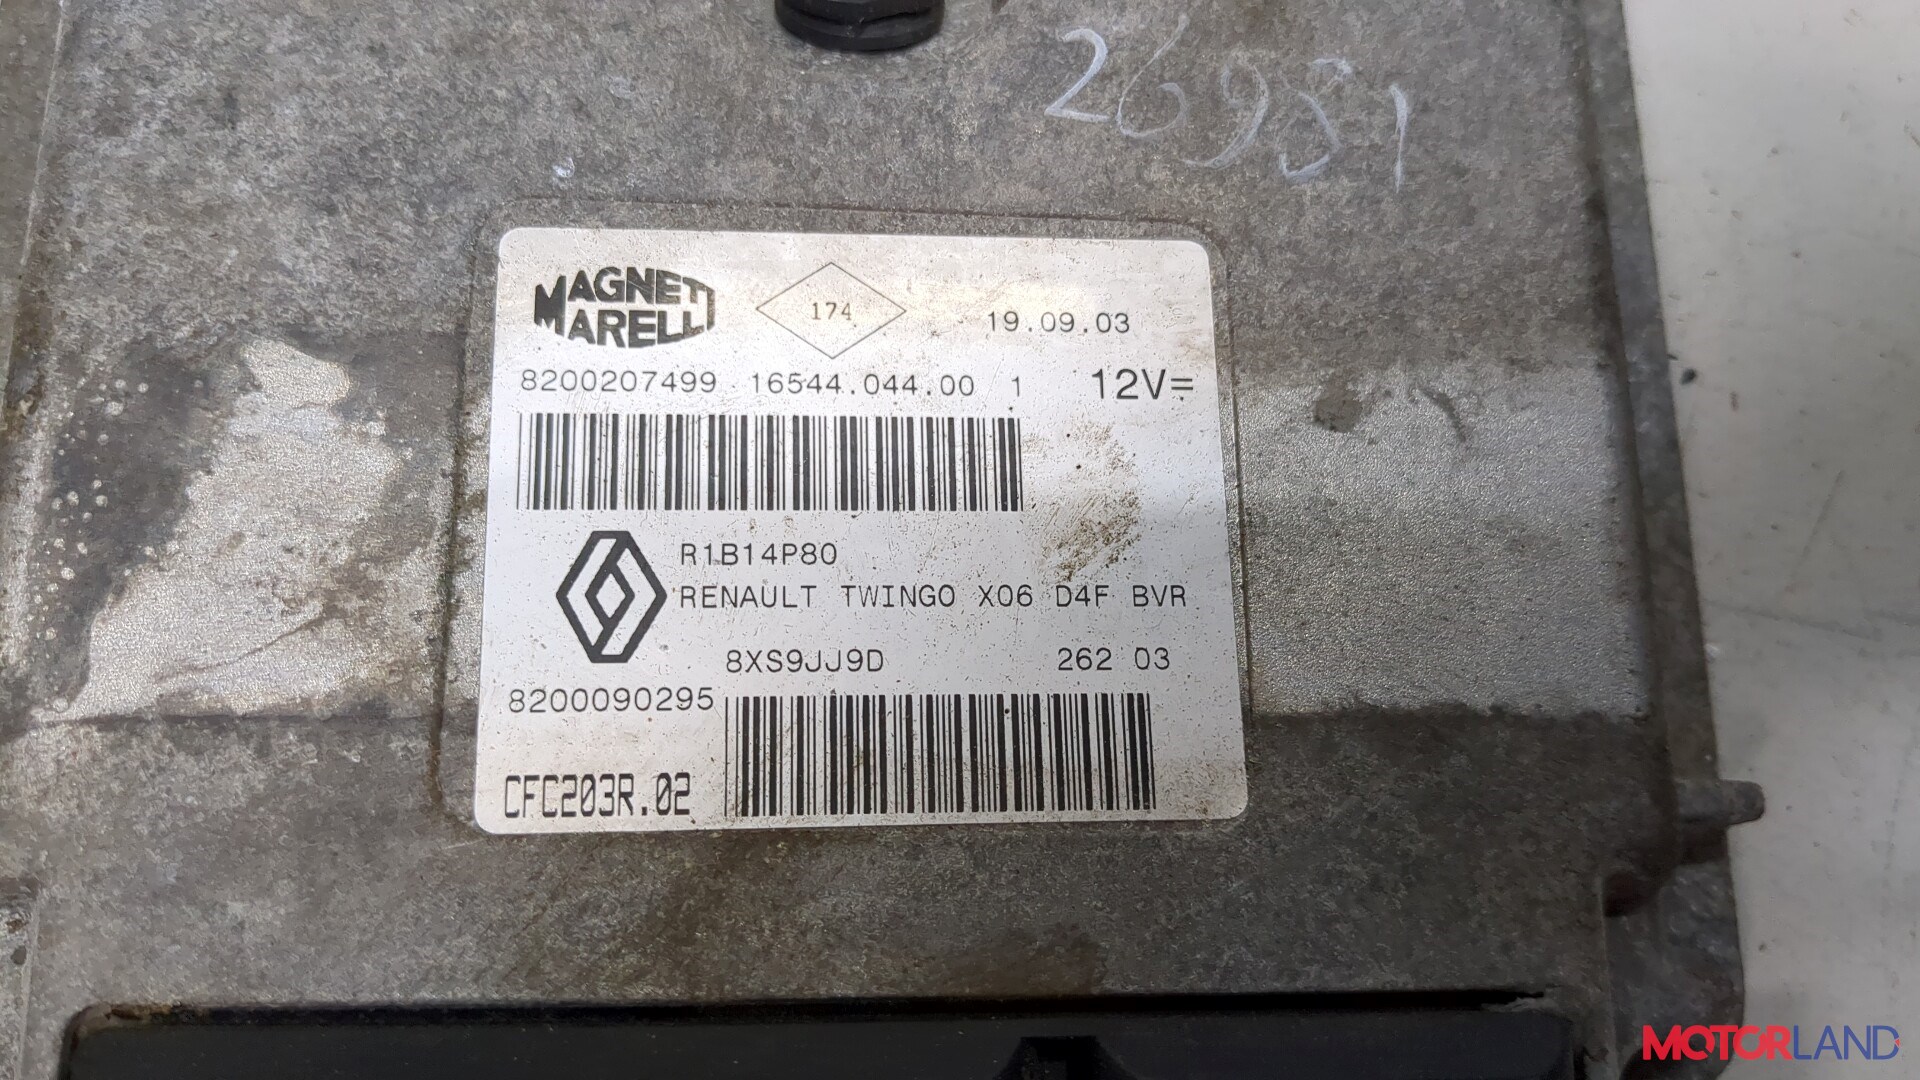 26981
MAGNETI
MARELLI
174
19.09.03
8200207499 16544.044.00 1 12V=
R1B14P80
RENAULT TWINGO X06 D4F BVR
8XS9JJ9D 262 03
8200090295
CFC203R.02
MOTORLAND